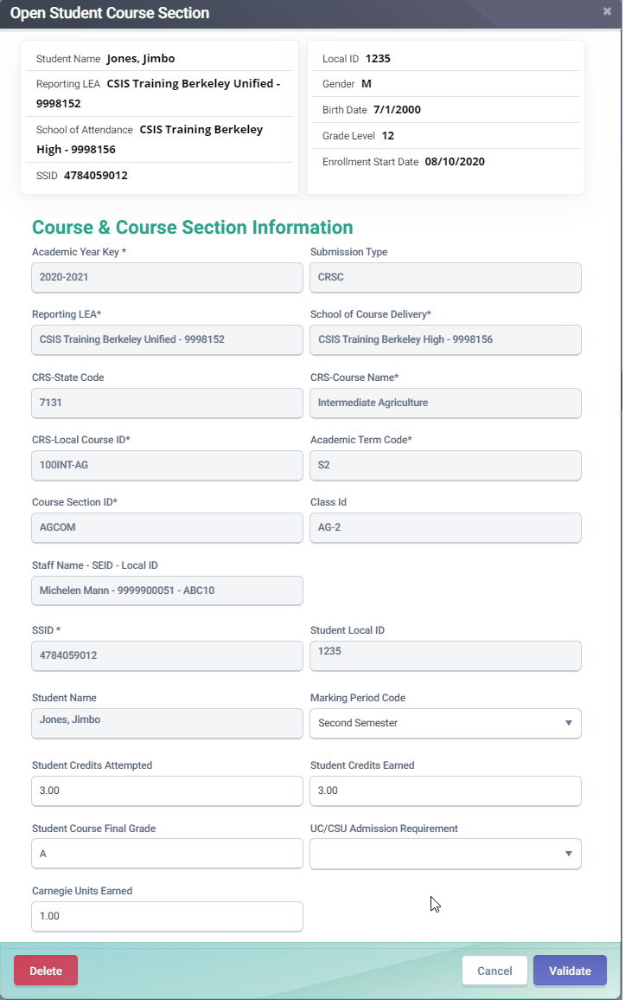 Open Student Course Section
×
Student Name Jones, Jimbo
Reporting LEA CSIS Training Berkeley Unified -
9998152
School of Attendance CSIS Training Berkeley
High - 9998156
SSID 4784059012
Local ID 1235
Gender M
Birth Date 7/1/2000
Grade Level 12
Enrollment Start Date 08/10/2020
Course & Course Section Information
Academic Year Key * Submission Type
2020-2021 CRSC
Reporting LEA* School of Course Delivery*
CSIS Training Berkeley Unified - 9998152 CSIS Training Berkeley High - 9998156
CRS-State Code CRS-Course Name*
7131 Intermediate Agriculture
CRS-Local Course ID* Academic Term Code*
100INT-AG S2
Course Section ID* Class Id
AGCOM AG-2
Staff Name - SEID - Local ID
Michelen Mann - 9999900051 - ABC10
SSID * Student Local ID
4784059012 1235
Student Name Marking Period Code
Jones, Jimbo Second Semester
Student Credits Attempted Student Credits Earned
3.00 3.00
Student Course Final Grade UC/CSU Admission Requirement
A
Carnegie Units Earned
1.00
Delete Cancel Validate